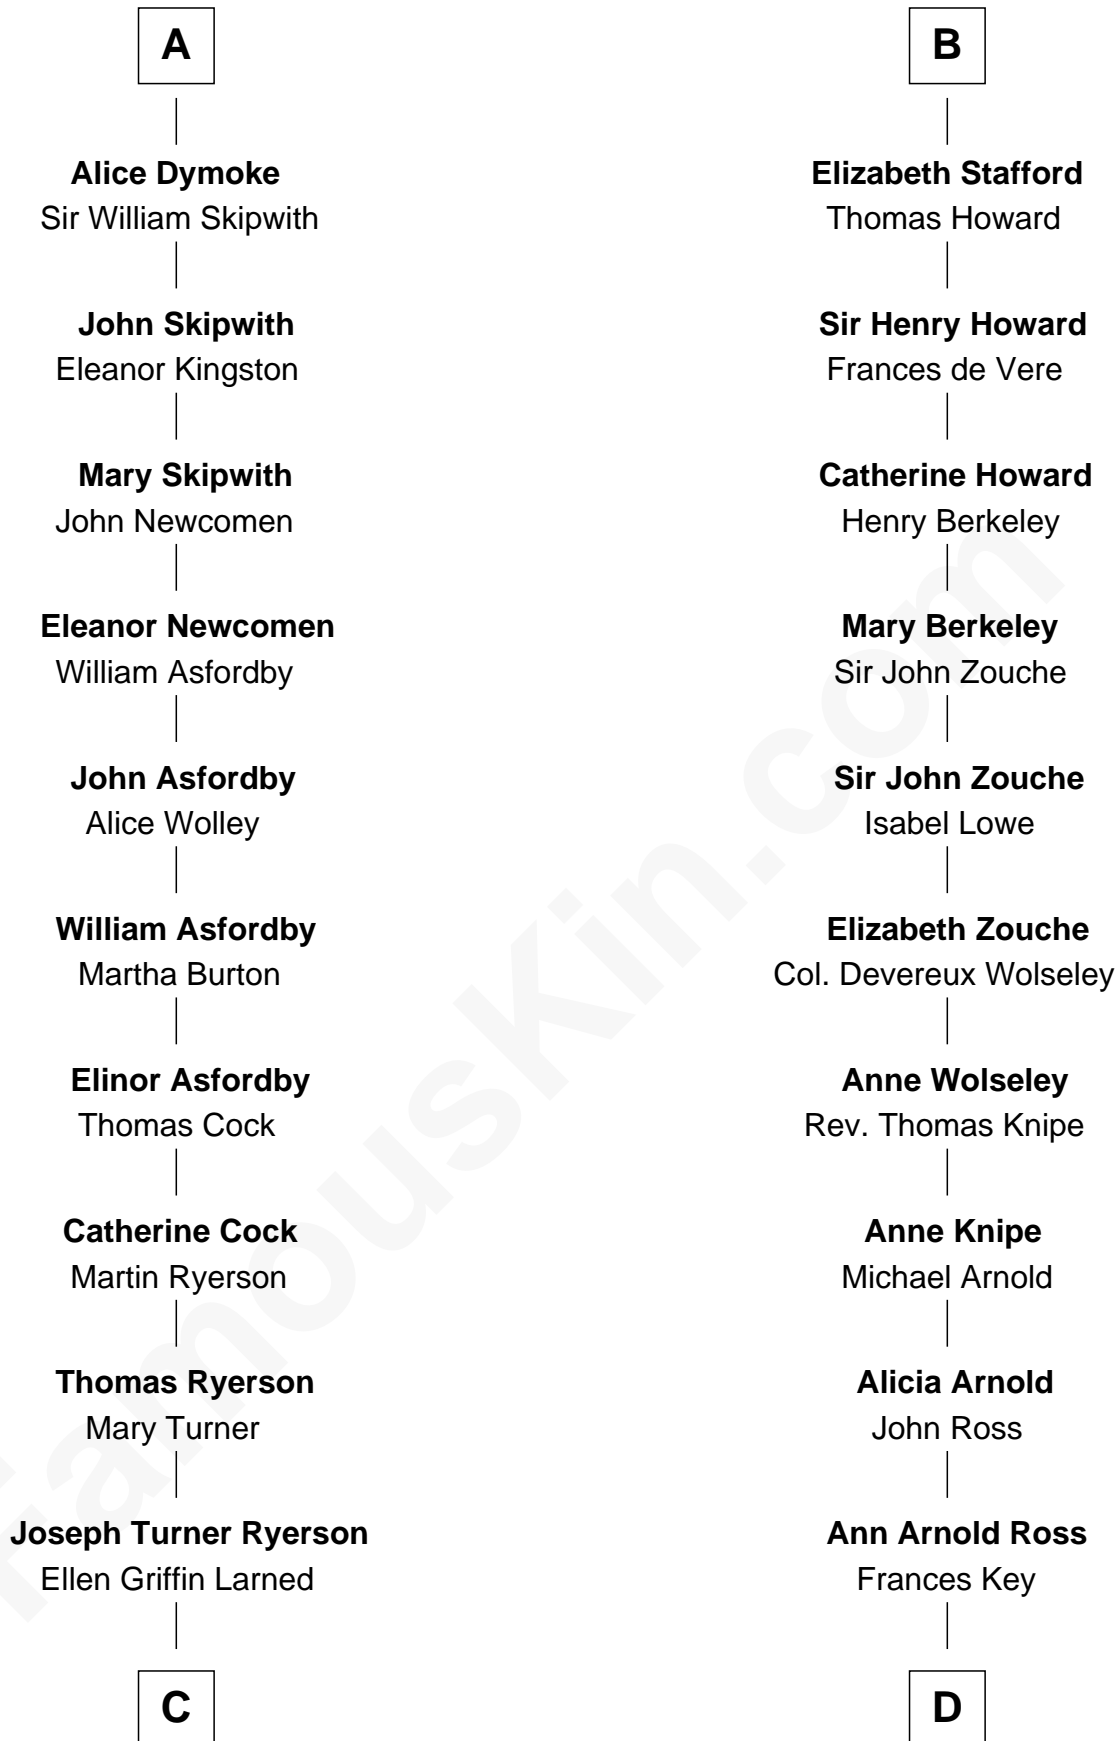 A
Alice Dymoke
Sir William Skipwith
John Skipwith
Eleanor Kingston
Mary Skipwith
John Newcomen
Eleanor Newcomen
William Asfordby
John Asfordby
Alice Wolley
William Asfordby
Martha Burton
Elinor Asfordby
Thomas Cock
Catherine Cock
Martin Ryerson
Thomas Ryerson
Mary Turner
Joseph Turner Ryerson
Ellen Griffin Larned
C
B
Elizabeth Stafford
Thomas Howard
Sir Henry Howard
Frances de Vere
Catherine Howard
Henry Berkeley
Mary Berkeley
Sir John Zouche
Sir John Zouche
Isabel Lowe
Elizabeth Zouche
Col. Devereux Wolseley
Anne Wolseley
Rev. Thomas Knipe
Anne Knipe
Michael Arnold
Alicia Arnold
John Ross
Ann Arnold Ross
Frances Key
D
FamousKin.com